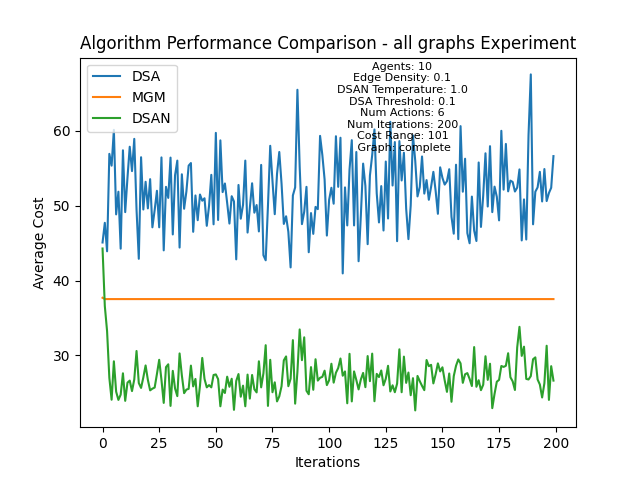 Algorithm Performance Comparison - all graphs Experiment
DSA
MGM
DSAN
Agents: 10
Edge Density: 0.1
DSAN Temperature: 1.0
DSA Threshold: 0.1
Num Actions: 6
Num Iterations: 200
Cost Range: 101
Graph: complete
Average Cost
60
50
40
30
0
25
50
75
100
125
150
175
200
Iterations